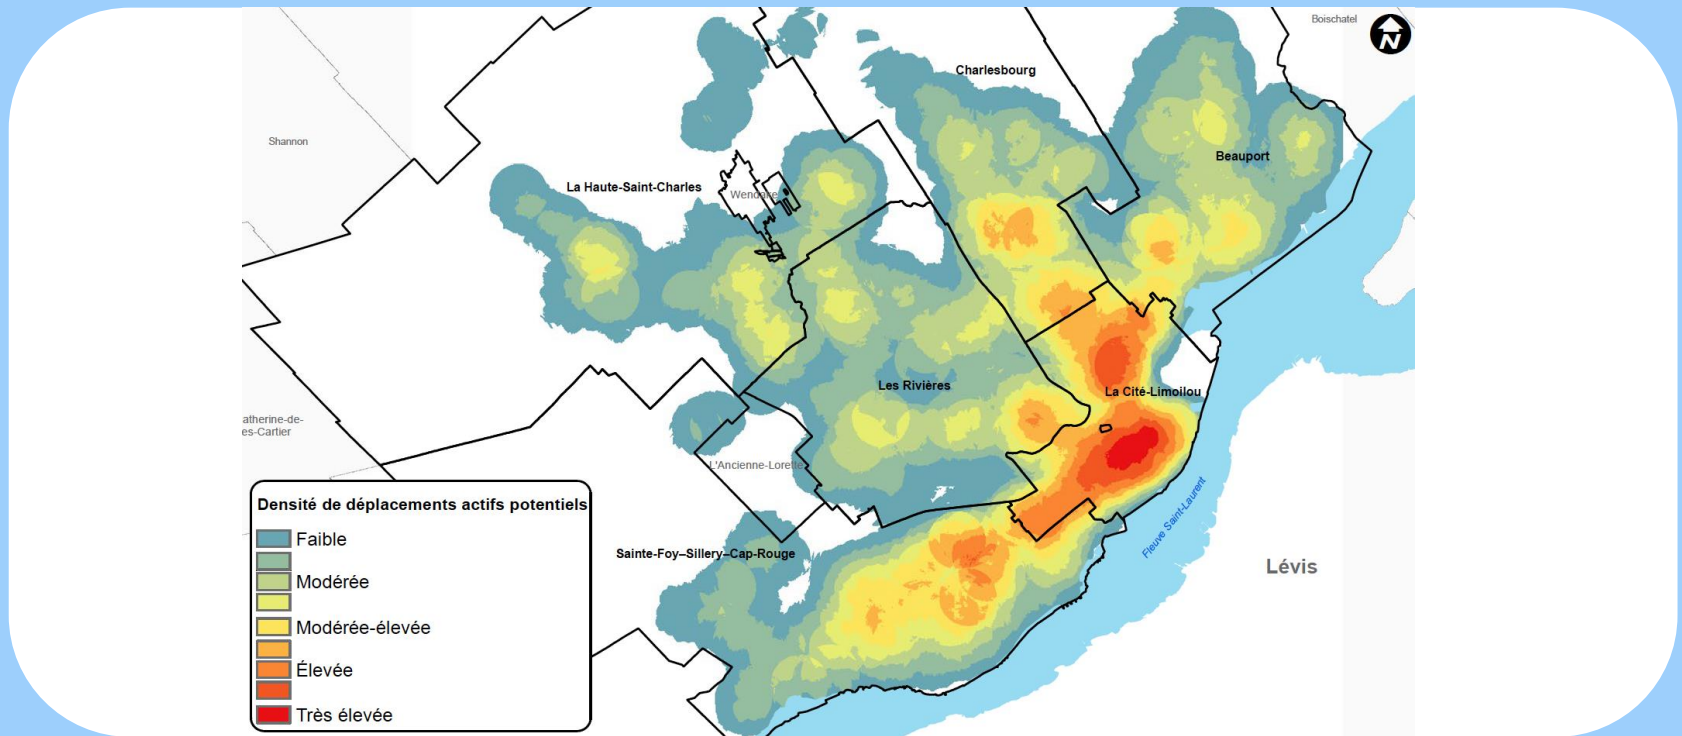 Boischatel
N
Charlesbourg
Shannon
Beauport
La Haute-Saint-Charles
Wendake
Les Rivières
La Cité-Limoilou
atherine-de-
es-Cartier
L'Ancienne-Lorette
Densité de déplacements actifs potentiels
Faible
Modérée
Modérée-élevée
Élevée
Très élevée
Sainte-Foy–Sillery–Cap-Rouge
Fleuve Saint-Laurent
Lévis